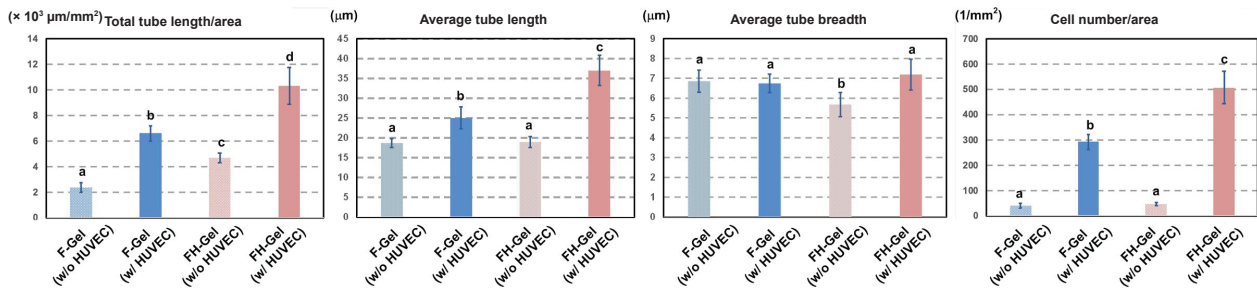 (× 10³ μm/mm²) Total tube length/area
14
12
10
8
6
4
2
0
a
b
c
d
F-Gel
(w/o HUVEC)
F-Gel
(w/ HUVEC)
FH-Gel
(w/o HUVEC)
FH-Gel
(w/ HUVEC)
(μm) Average tube length
45
40
35
30
25
20
15
10
5
0
a
b
a
c
F-Gel
(w/o HUVEC)
F-Gel
(w/ HUVEC)
FH-Gel
(w/o HUVEC)
FH-Gel
(w/ HUVEC)
(μm) Average tube breadth
9
8
7
6
5
4
3
2
1
0
a
a
b
a
F-Gel
(w/o HUVEC)
F-Gel
(w/ HUVEC)
FH-Gel
(w/o HUVEC)
FH-Gel
(w/ HUVEC)
(1/mm²) Cell number/area
700
600
500
400
300
200
100
0
a
b
a
c
F-Gel
(w/o HUVEC)
F-Gel
(w/ HUVEC)
FH-Gel
(w/o HUVEC)
FH-Gel
(w/ HUVEC)